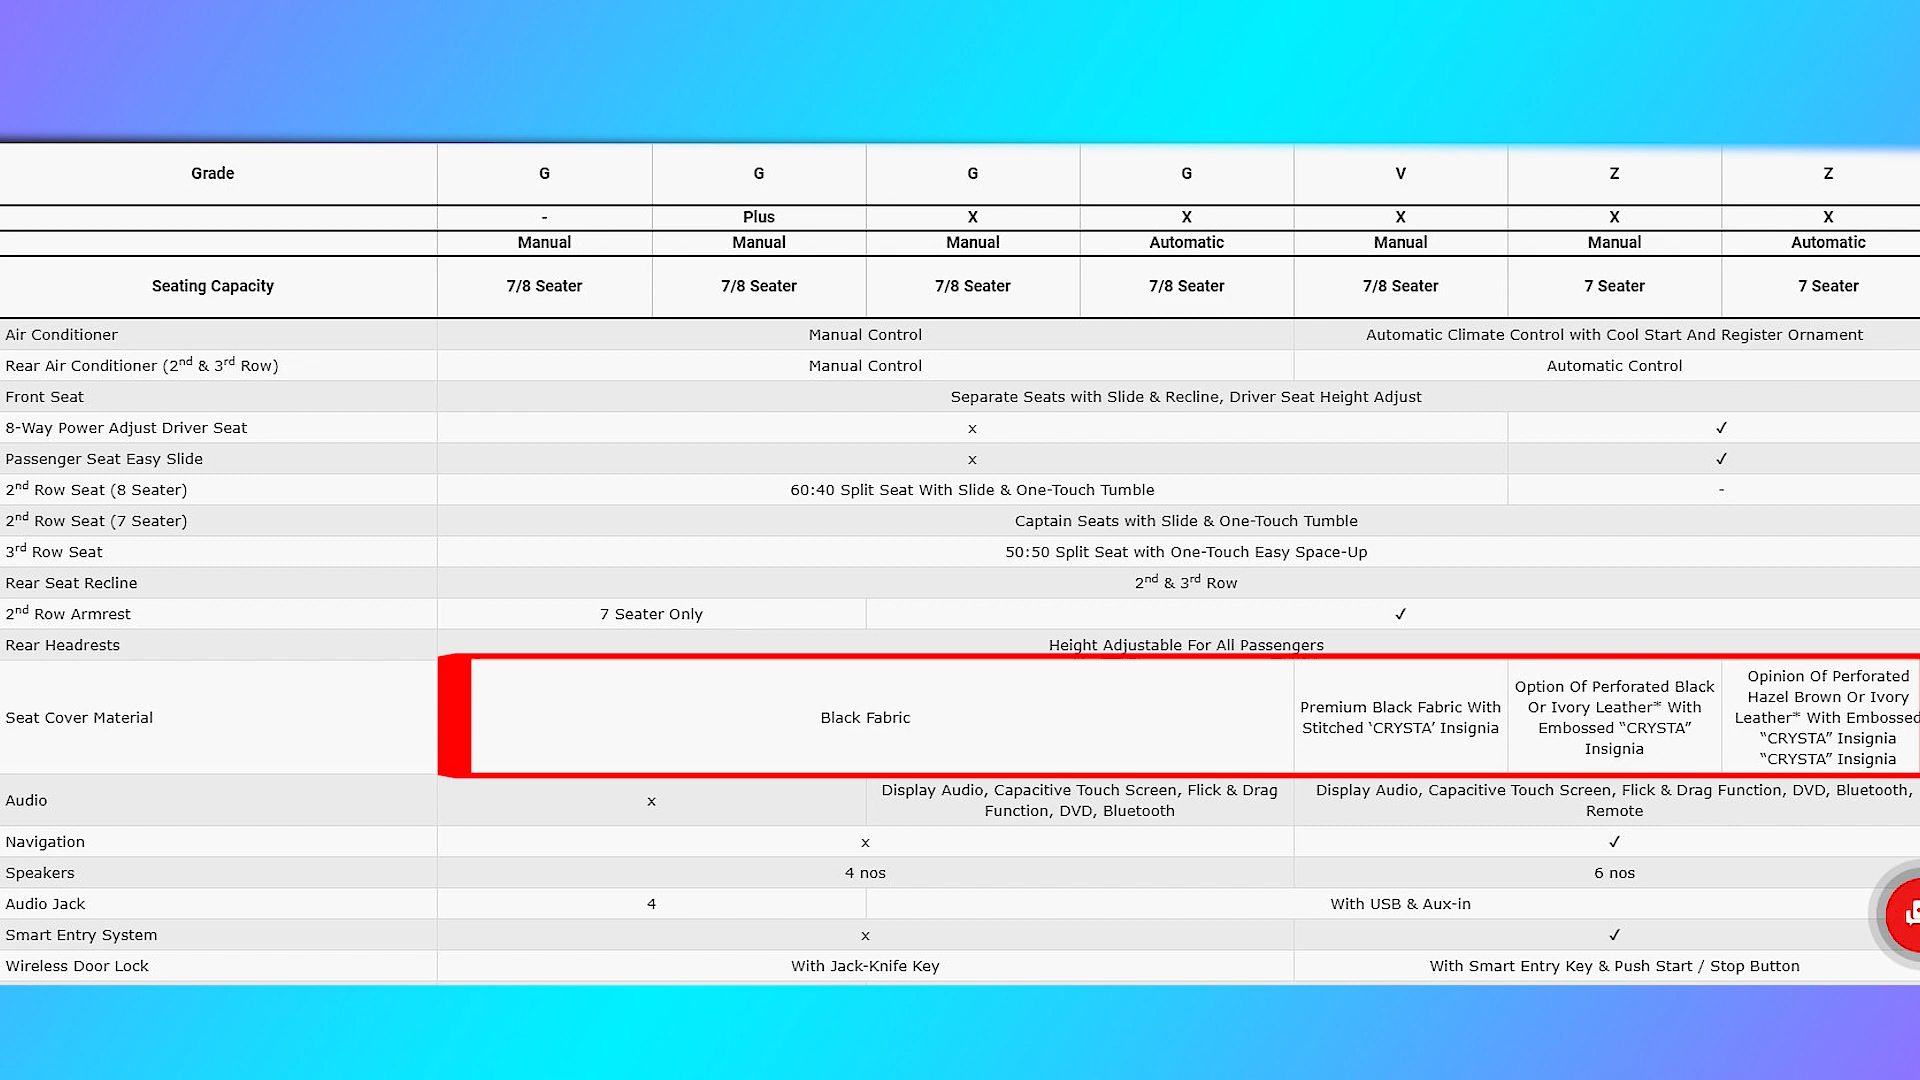 Grade G G G G V Z Z
- Plus X X X X X
Manual Manual Manual Automatic Manual Manual Automatic
Seating Capacity 7/8 Seater 7/8 Seater 7/8 Seater 7/8 Seater 7/8 Seater 7 Seater 7 Seater
Air Conditioner Manual Control Automatic Climate Control with Cool Start And Register Ornament
Rear Air Conditioner (2nd & 3rd Row) Manual Control Automatic Control
Front Seat Separate Seats with Slide & Recline, Driver Seat Height Adjust
8-Way Power Adjust Driver Seat x ✓
Passenger Seat Easy Slide x ✓
2nd Row Seat (8 Seater) 60:40 Split Seat With Slide & One-Touch Tumble -
2nd Row Seat (7 Seater) Captain Seats with Slide & One-Touch Tumble
3rd Row Seat 50:50 Split Seat with One-Touch Easy Space-Up
Rear Seat Recline 2nd & 3rd Row
2nd Row Armrest 7 Seater Only ✓
Rear Headrests Height Adjustable For All Passengers
Seat Cover Material
Black Fabric
Premium Black Fabric With
Stitched ‘CRYSTA’ Insignia
Option Of Perforated Black
Or Ivory Leather* With
Embossed “CRYSTA”
Insignia
Opinion Of Perforated
Hazel Brown Or Ivory
Leather* With Embossed
“CRYSTA” Insignia
“CRYSTA” Insignia
Audio
x
Display Audio, Capacitive Touch Screen, Flick & Drag
Function, DVD, Bluetooth
Display Audio, Capacitive Touch Screen, Flick & Drag Function, DVD, Bluetooth,
Remote
Navigation x ✓
Speakers 4 nos 6 nos
Audio Jack 4 With USB & Aux-in
Smart Entry System x ✓
Wireless Door Lock With Jack-Knife Key With Smart Entry Key & Push Start / Stop Button